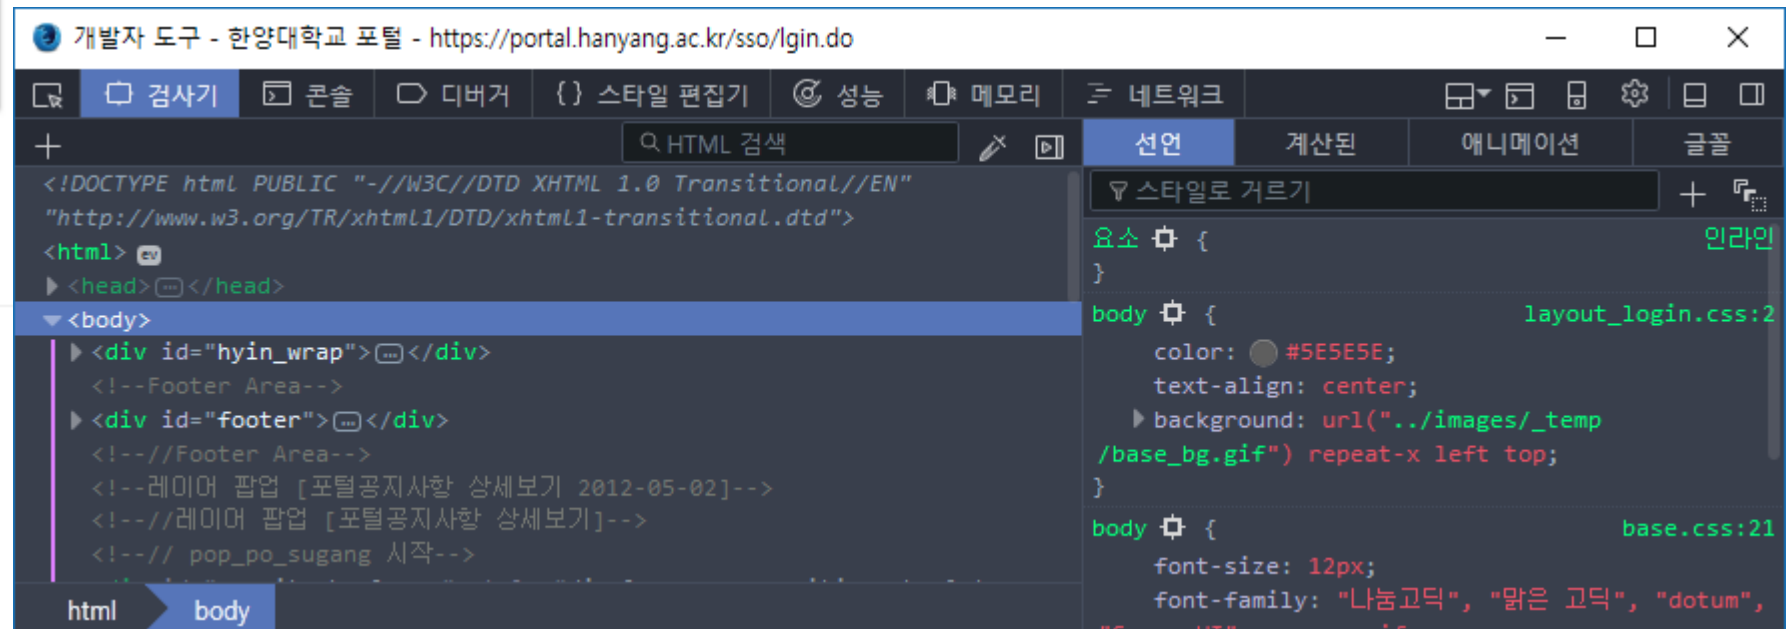 개발자 도구 - 한양대학교 포털 - https://portal.hanyang.ac.kr/sso/lgin.do
검사기 콘솔 디버거 {} 스타일 편집기 성능 메모리 네트워크
+ HTML 검색
<!DOCTYPE html PUBLIC "-//W3C//DTD XHTML 1.0 Transitional//EN"
"http://www.w3.org/TR/xhtml1/DTD/xhtml1-transitional.dtd">
<html> ev
<head>…</head>
<body>
<div id="hyin_wrap">…</div>
<!--Footer Area-->
<div id="footer">…</div>
<!--//Footer Area-->
<!--레이어 팝업 [포털공지사항 상세보기 2012-05-02]-->
<!--//레이어 팝업 [포털공지사항 상세보기]-->
<!--// pop_po_sugang 시작-->
html body
선언 계산된 애니메이션 글꼴
스타일로 거르기 +
요소 { 인라인
}
body { layout_login.css:2
color: #5E5E5E;
text-align: center;
background: url("../images/_temp
/base_bg.gif") repeat-x left top;
}
body { base.css:21
font-size: 12px;
font-family: "나눔고딕", "맑은 고딕", "dotum",